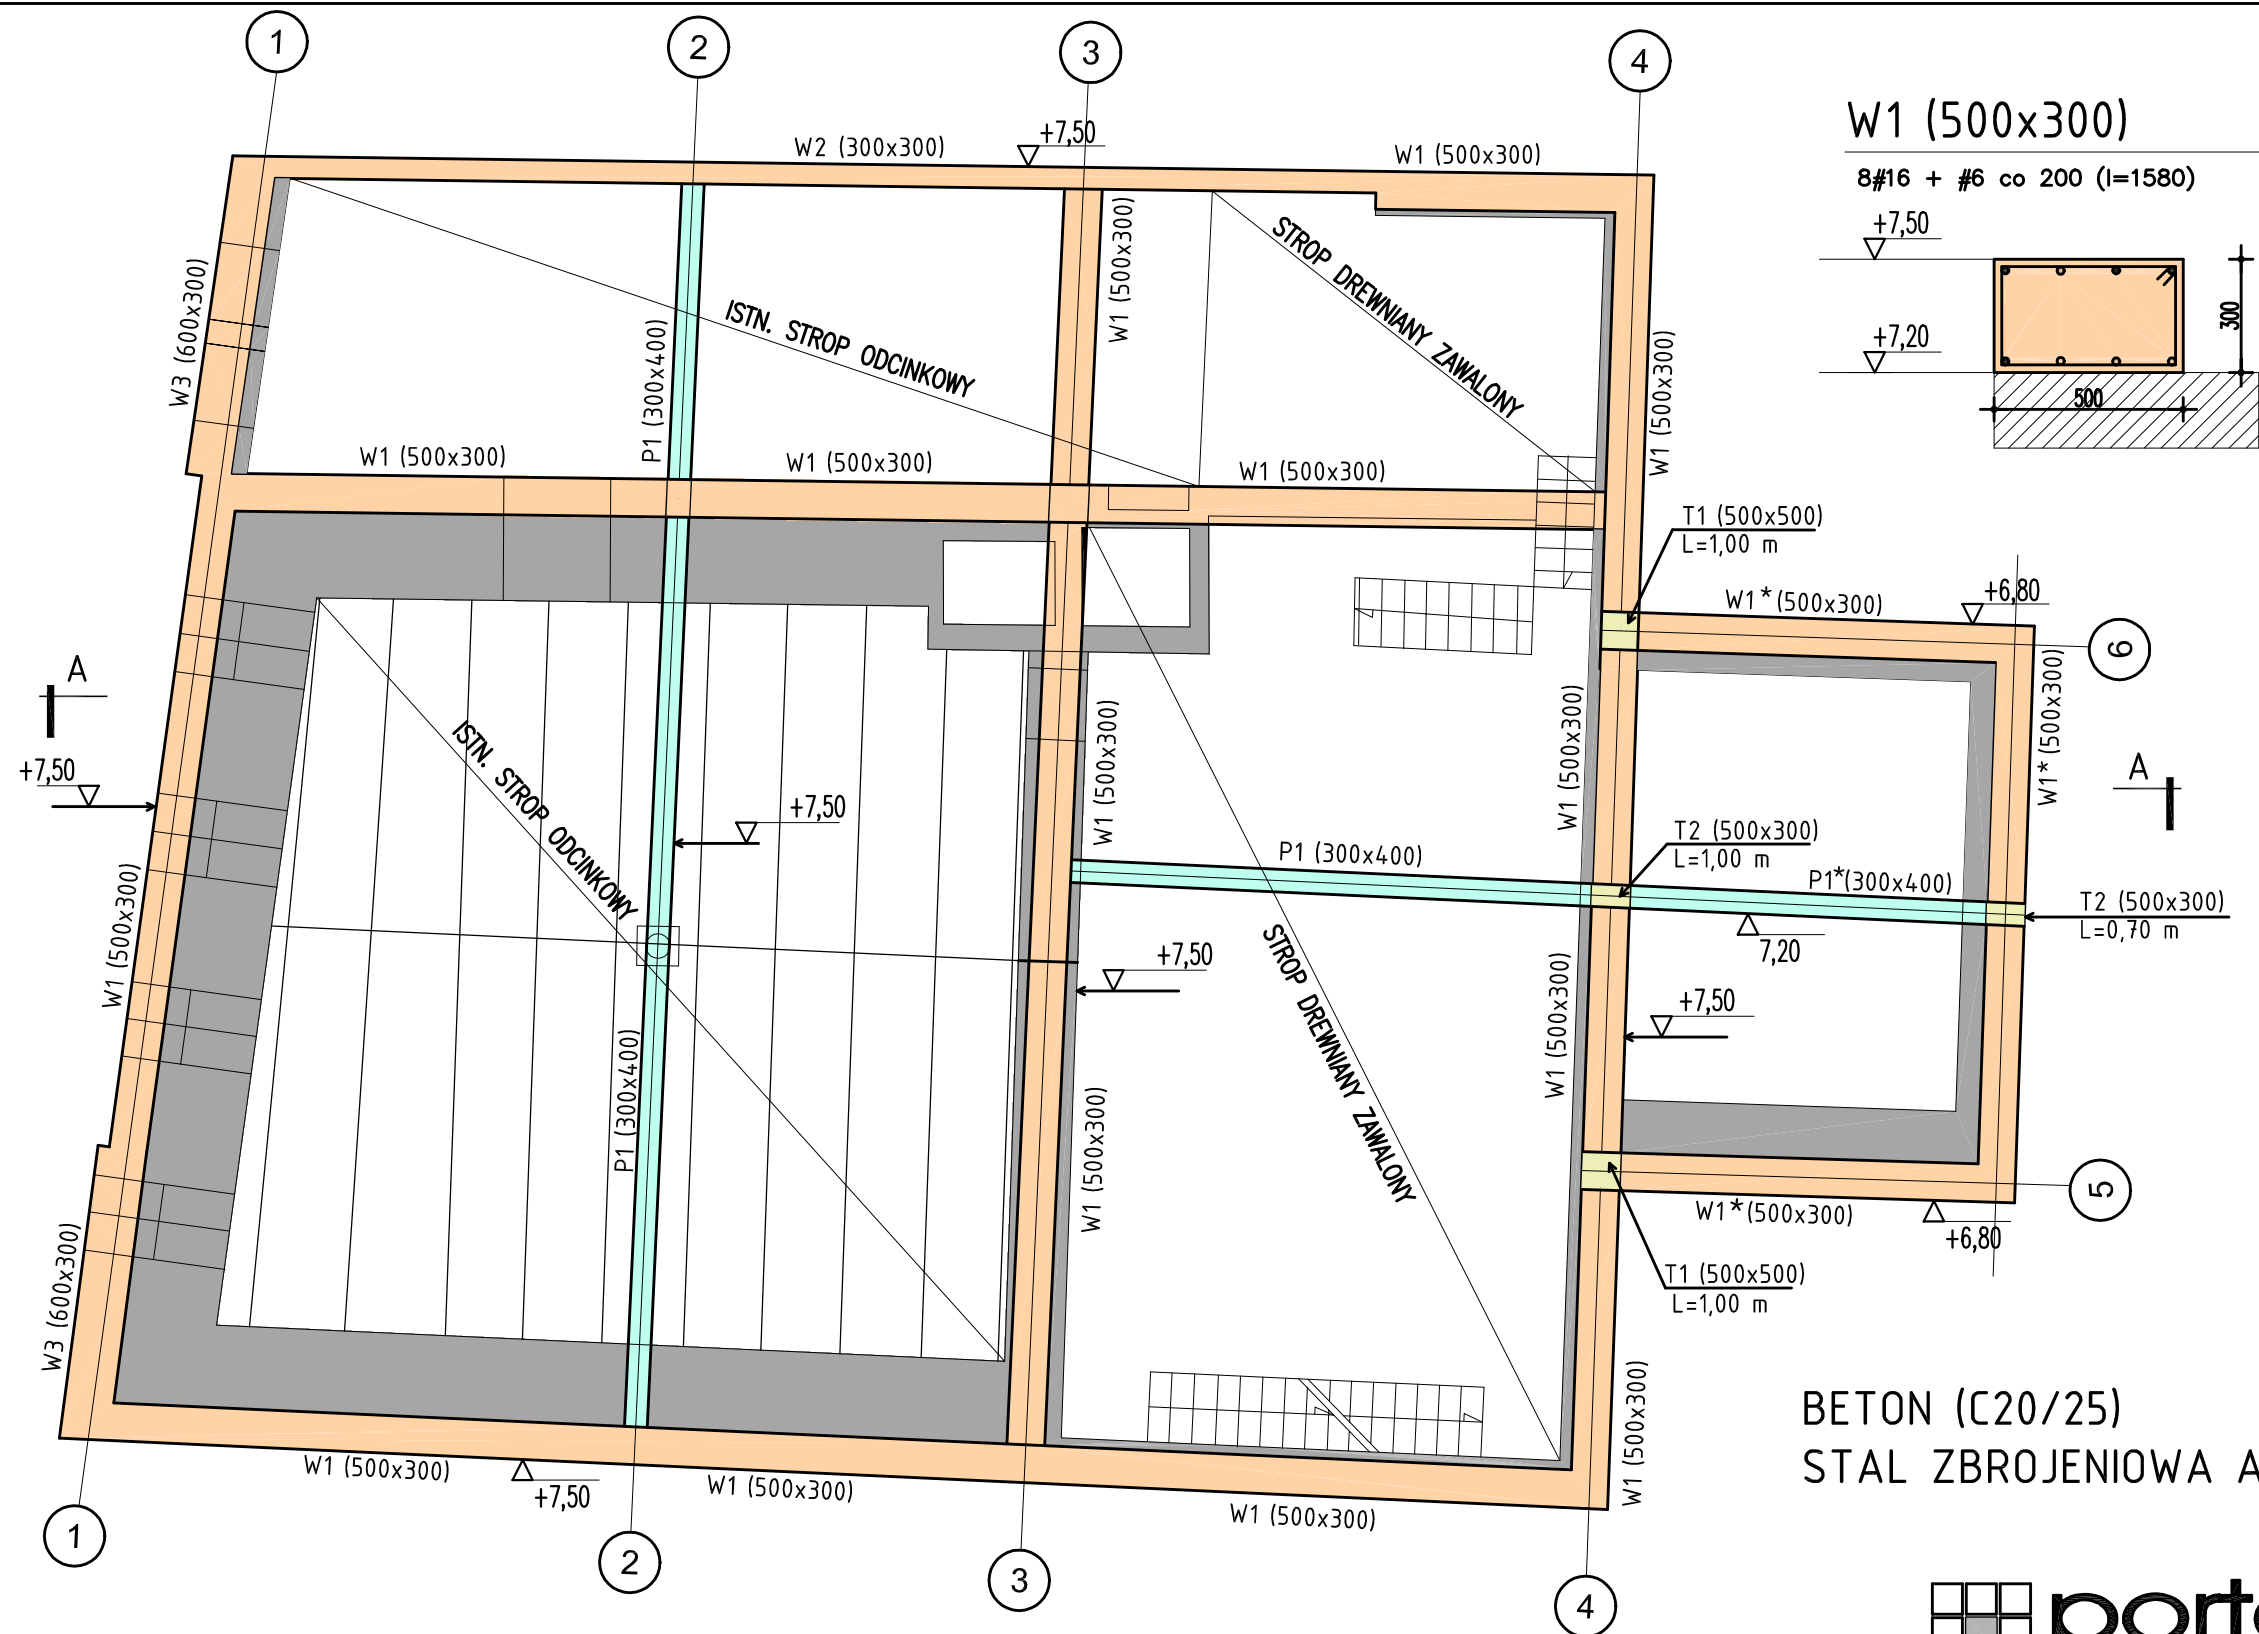 1
2
3
4
W2 (300x300)
+7,50
W1 (500x300)
W1 (500x300)
8#16 + #6 co 200 (l=1580)
+7,50
+7,20
300
500
W3 (600x300)
P1 (300x400)
ISTN. STROP ODCINKOWY
W1 (500x300)
STROP DREWNIANY ZAWALONY
W1 (500x300)
W1 (500x300)
W1 (500x300)
W1 (500x300)
T1 (500x500)
L=1,00 m
W1*(500x300)
+6,80
6
W1*(500x300)
A
+7,50
A
ISTN. STROP ODCINKOWY
+7,50
W1 (500x300)
W1 (500x300)
W1 (500x300)
P1 (300x400)
T2 (500x300)
L=1,00 m
P1*(300x400)
7,20
T2 (500x300)
L=0,70 m
+7,50
STROP DREWNIANY ZAWALONY
W1 (500x300)
+7,50
P1 (300x400)
W1 (500x300)
5
W1*(500x300)
+6,80
T1 (500x500)
L=1,00 m
W3 (600x300)
W1 (500x300)
+7,50
W1 (500x300)
W1 (500x300)
W1 (500x300)
BETON (C20/25)
STAL ZBROJENIOWA A
1
2
3
4